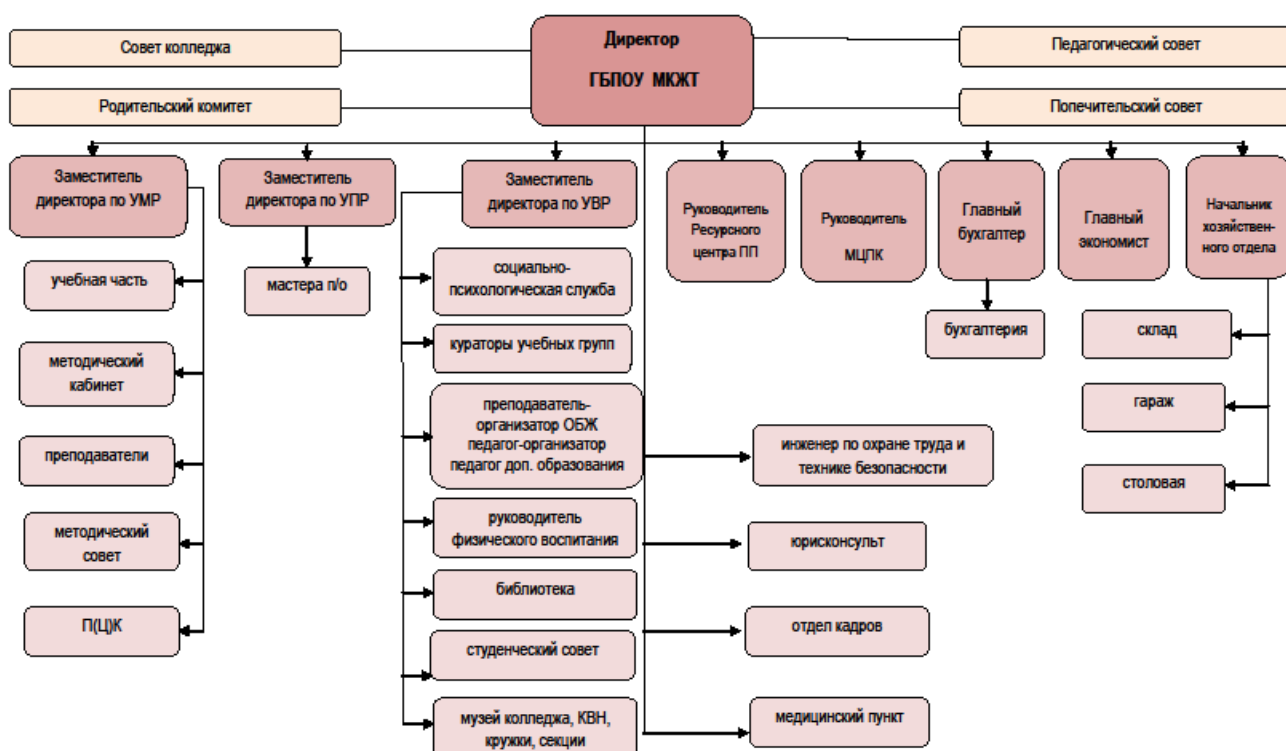 Совет колледжа
Директор
ГБПОУ МКЖТ
Педагогический совет
Родительский комитет
Попечительский совет
Заместитель
директора по УМР
Заместитель
директора по УПР
Заместитель
директора по УВР
Руководитель
Ресурсного
центра ПП
Руководитель
МЦПК
Главный
бухгалтер
Главный
экономист
Начальник
хозяйствен-
ного отдела
учебная часть
методический
кабинет
преподаватели
методический
совет
П(Ц)К
мастера п/о
социально-
психологическая служба
кураторы учебных групп
преподаватель-
организатор ОБЖ
педагог-организатор
педагог доп. образования
руководитель
физического воспитания
библиотека
студенческий совет
музей колледжа, КВН,
кружки, секции
инженер по охране труда и
технике безопасности
юрисконсульт
отдел кадров
медицинский пункт
бухгалтерия
склад
гараж
столовая